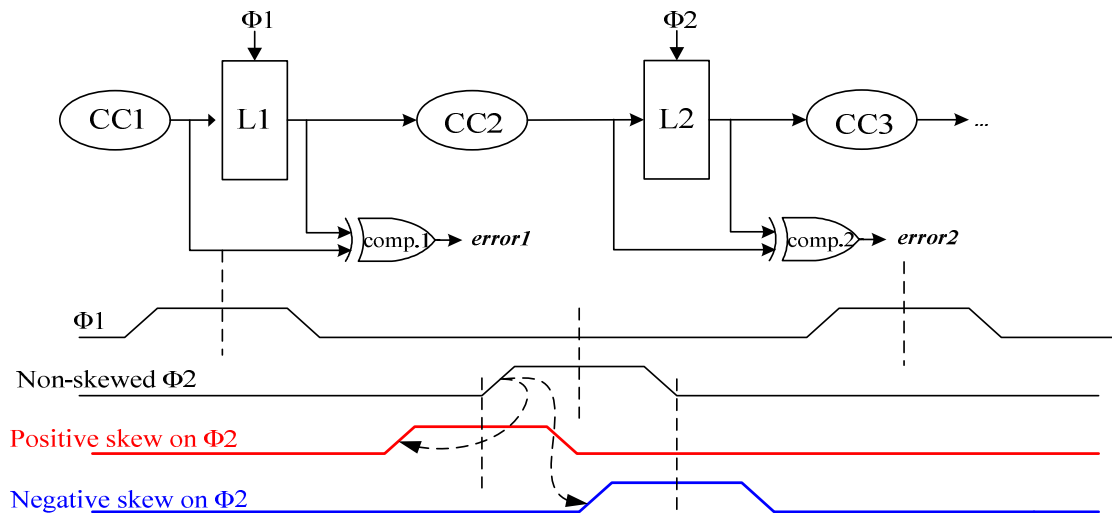 Φ1
Φ2
CC1
L1
CC2
L2
CC3
...
comp.1
error1
comp.2
error2
Φ1
Non-skewed Φ2
Positive skew on Φ2
Negative skew on Φ2